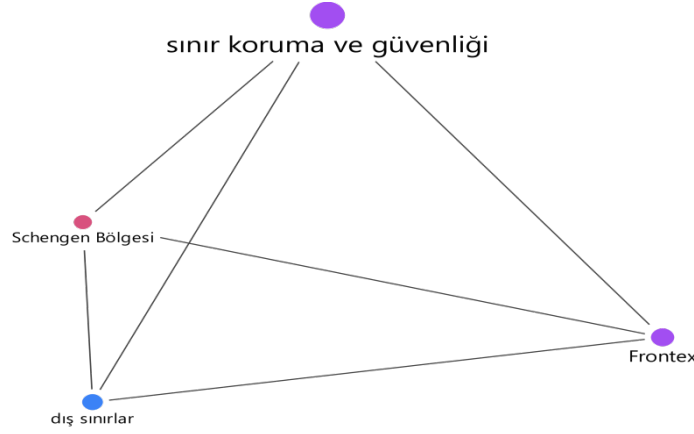 sınır koruma ve güvenliği
Schengen Bölgesi
Frontex
dış sınırlar